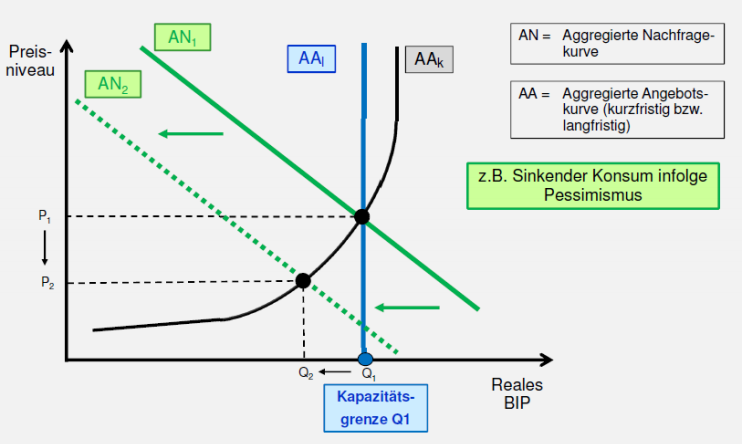 AN1
AN2
AAl
AAk
AN = Aggregierte Nachfrage-
kurve
AA = Aggregierte Angebots-
kurve (kurzfristig bzw.
langfristig)
z.B. Sinkender Konsum infolge
Pessimismus
Preis-
niveau
P1
P2
Q2
Q1
Reales
BIP
Kapazitäts-
grenze Q1